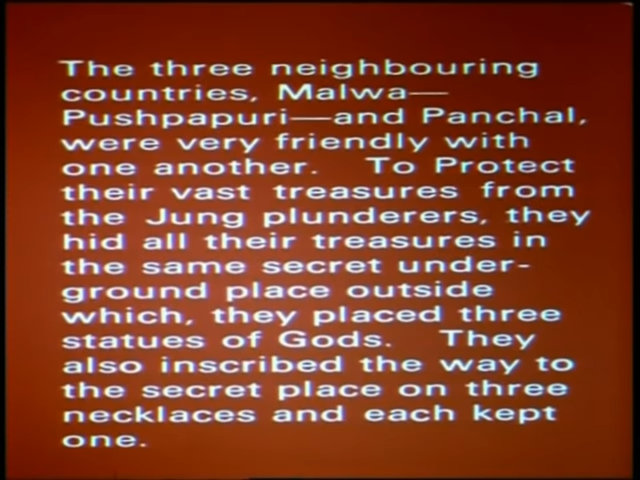 The three neighbouring
countries, Malwa—
Pushpapuri—and Panchal,
were very friendly with
one another. To Protect
their vast treasures from
the Jung plunderers, they
hid all their treasures in
the same secret under-
ground place outside
which, they placed three
statues of Gods. They
also inscribed the way to
the secret place on three
necklaces and each kept
one.